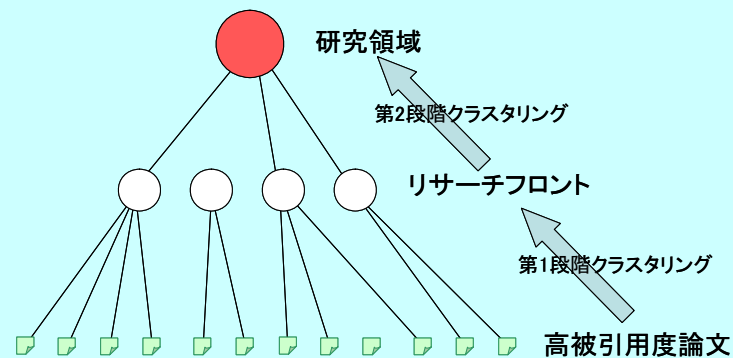 研究領域
第2段階クラスタリング
リサーチフロント
第1段階クラスタリング
高被引用度論文